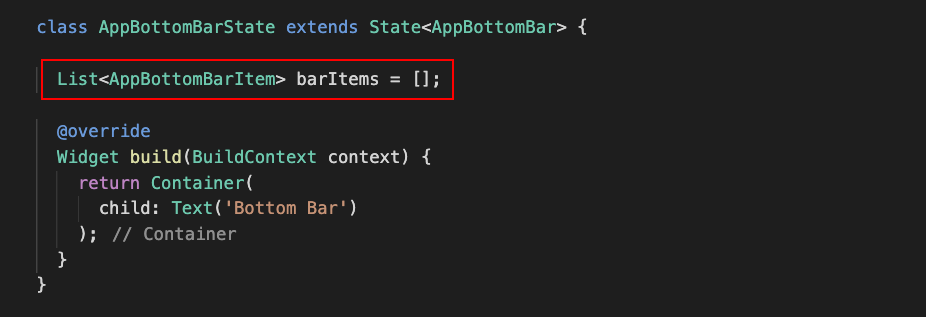 class AppBottomBarState extends State<AppBottomBar> {
List<AppBottomBarItem> barItems = [];
@override
Widget build(BuildContext context) {
return Container(
child: Text('Bottom Bar')
); // Container
}
}